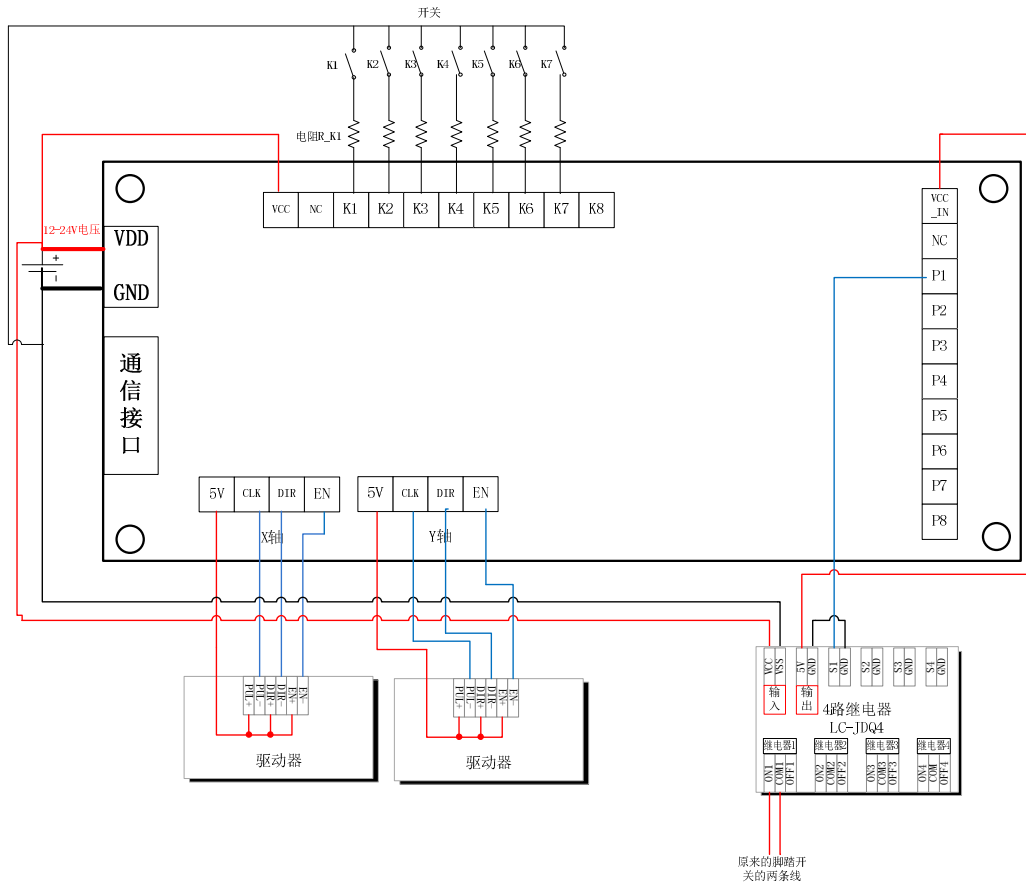 开关
K1 K2 K3 K4 K5 K6 K7
电阻R_K1
VCC NC K1 K2 K3 K4 K5 K6 K7 K8
12-24V电压
VDD
+
-
GND
通信接口
VCC_IN
NC
P1
P2
P3
P4
P5
P6
P7
P8
5V CLK DIR EN
X轴
5V CLK DIR EN
Y轴
PUL+ PUL- DIR+ DIR- EN+ EN-
驱动器
PUL+ PUL- DIR+ DIR- EN+ EN-
驱动器
VCC VSS 5V GND S1 GND S2 GND S3 GND S4 GND
输入 输出
4路继电器
LC-JDQ4
继电器1 继电器2 继电器3 继电器4
ON1 COM1 OFF1 ON2 COM2 OFF2 ON3 COM3 OFF3 ON4 COM OFF4
原来的脚踏开
关的两条线